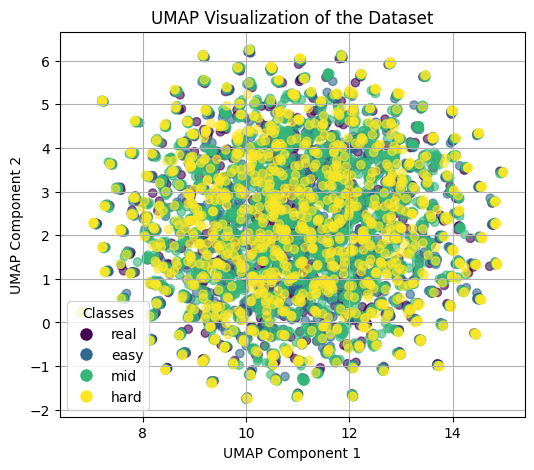 UMAP Visualization of the Dataset
UMAP Component 2
6
5
4
3
2
1
0
−1
−2
Classes
real
easy
mid
hard
8
10
12
14
UMAP Component 1